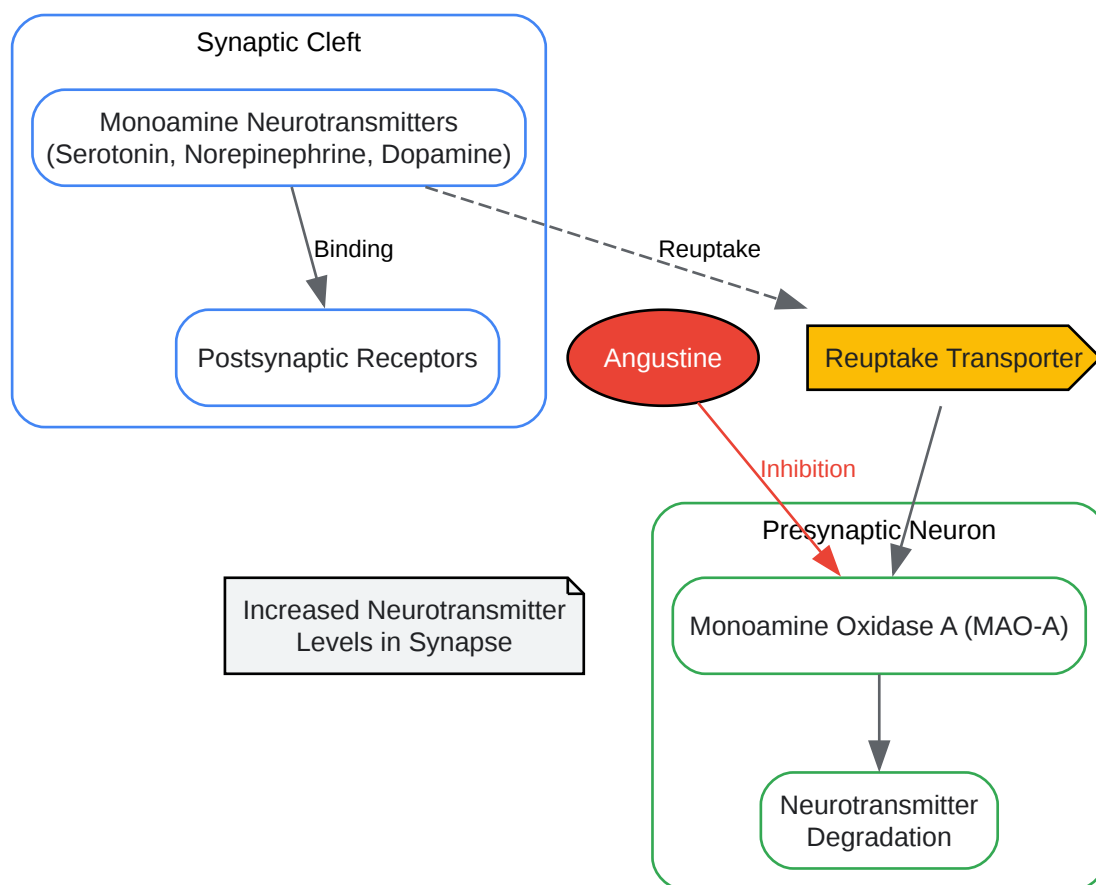 Synaptic Cleft
Monoamine Neurotransmitters
(Serotonin, Norepinephrine, Dopamine)
Binding
Reuptake
Postsynaptic Receptors
Angustine
Reuptake Transporter
Inhibition
Presynaptic Neuron
Increased Neurotransmitter
Levels in Synapse
Monoamine Oxidase A (MAO-A)
Neurotransmitter
Degradation